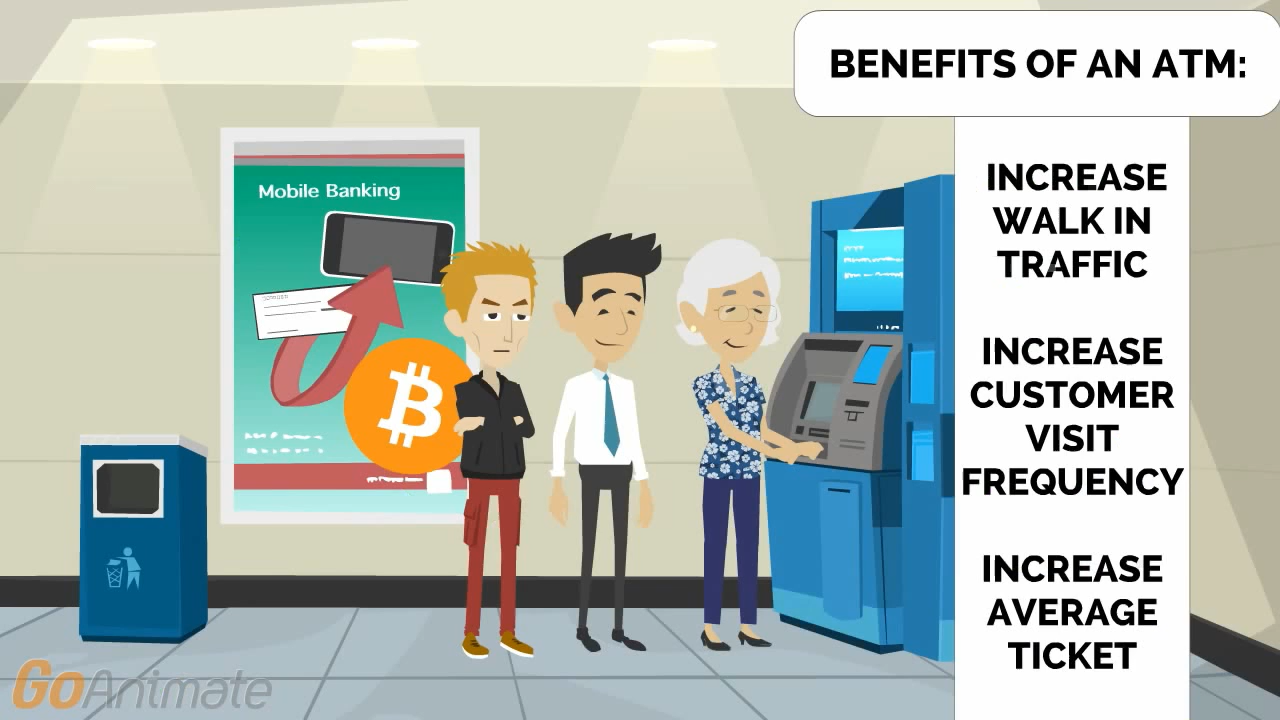 BENEFITS OF AN ATM:
INCREASE
WALK IN
TRAFFIC
INCREASE
CUSTOMER
VISIT
FREQUENCY
INCREASE
AVERAGE
TICKET
Mobile Banking
GoAnimate